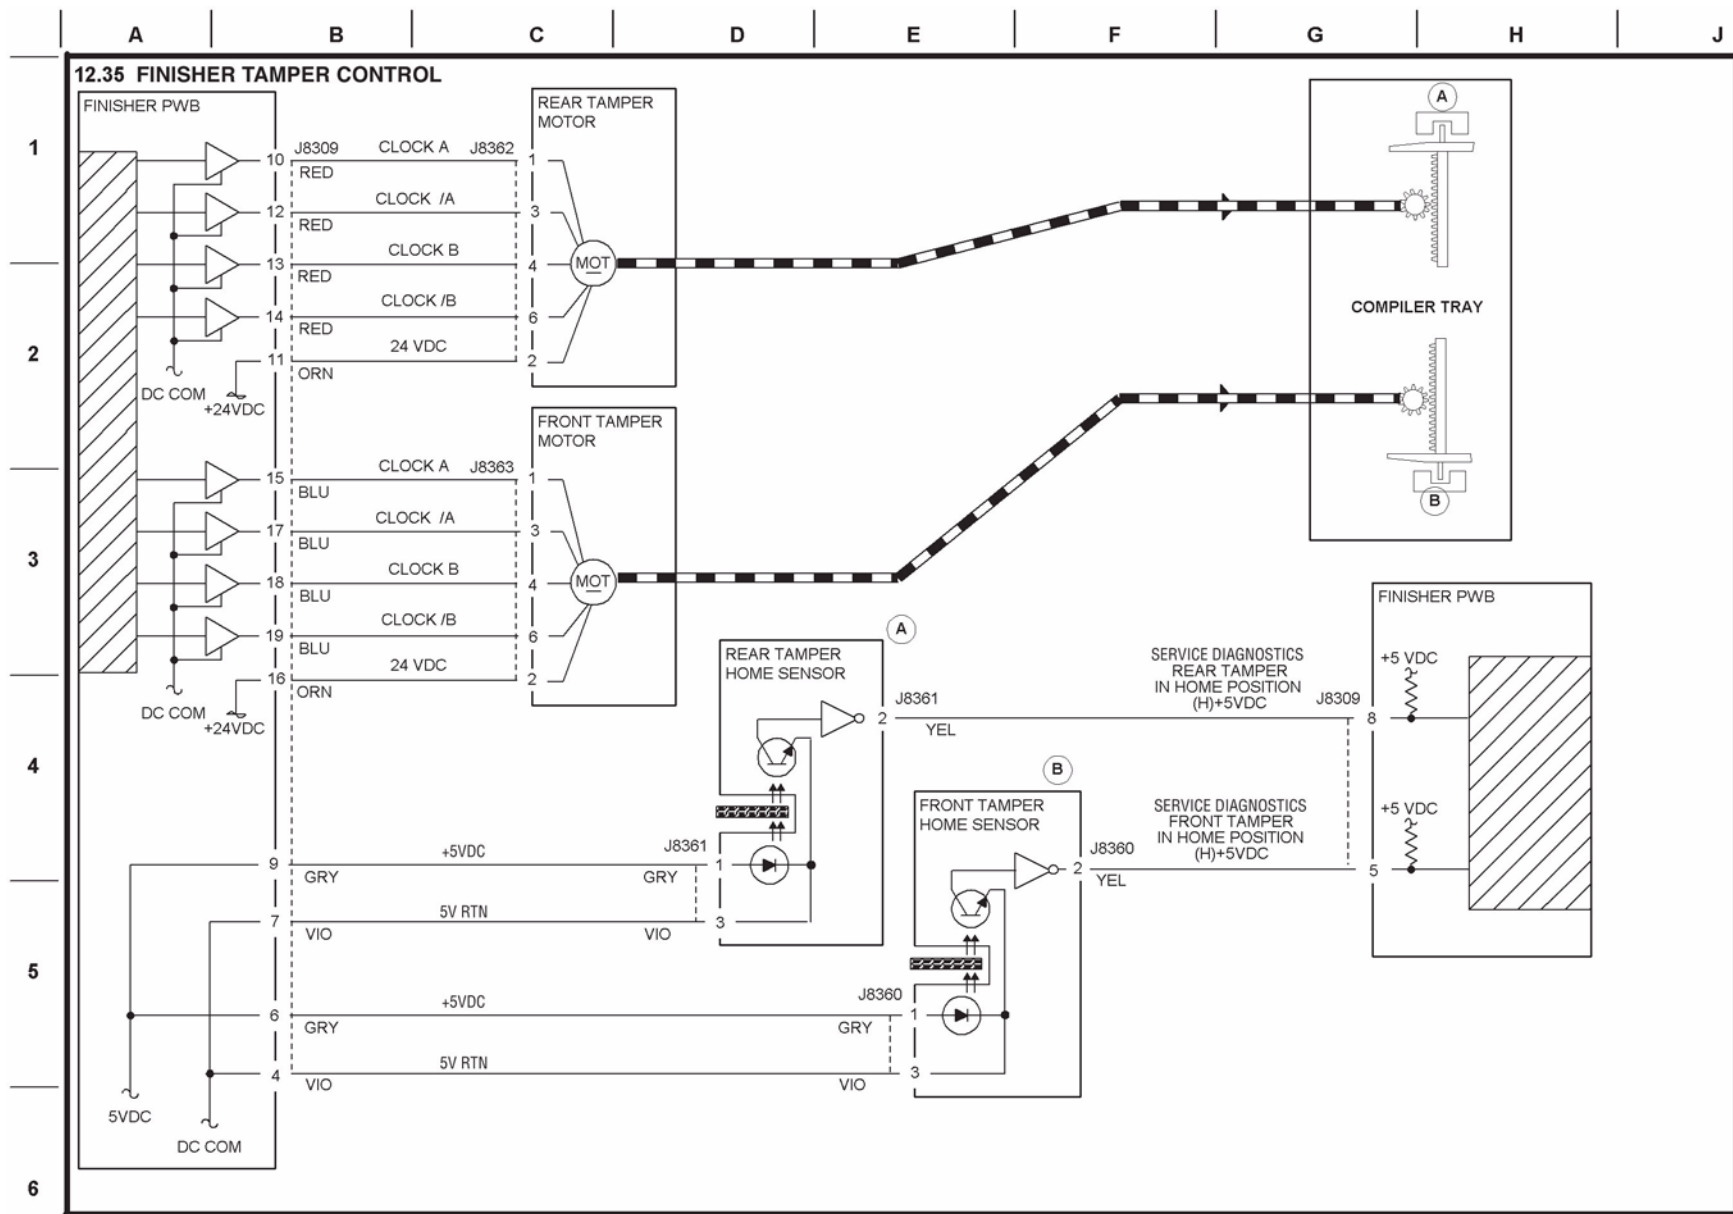 A B C D E F G H J
1
2
3
4
5
6
12.35 FINISHER TAMPER CONTROL
FINISHER PWB
10 J8309 CLOCK A J8362 1
RED
12 CLOCK /A 3
RED
13 CLOCK B 4
RED
14 CLOCK /B 6
RED
11 24 VDC 2
ORN
DC COM
+24VDC
REAR TAMPER
MOTOR
MOT
15 CLOCK A J8363 1
BLU
17 CLOCK /A 3
BLU
18 CLOCK B 4
BLU
19 CLOCK /B 6
BLU
16 24 VDC 2
ORN
DC COM
+24VDC
FRONT TAMPER
MOTOR
MOT
A
COMPILER TRAY
B
A
REAR TAMPER
HOME SENSOR
J8361
2
YEL
SERVICE DIAGNOSTICS
REAR TAMPER
IN HOME POSITION
(H)+5VDC
J8309
8
FINISHER PWB
+5 VDC
B
FRONT TAMPER
HOME SENSOR
J8360
2
YEL
SERVICE DIAGNOSTICS
FRONT TAMPER
IN HOME POSITION
(H)+5VDC
5
+5 VDC
9 +5VDC J8361 1
GRY GRY
7 5V RTN 3
VIO VIO
6 +5VDC J8360 1
GRY GRY
4 5V RTN 3
VIO VIO
5VDC
DC COM